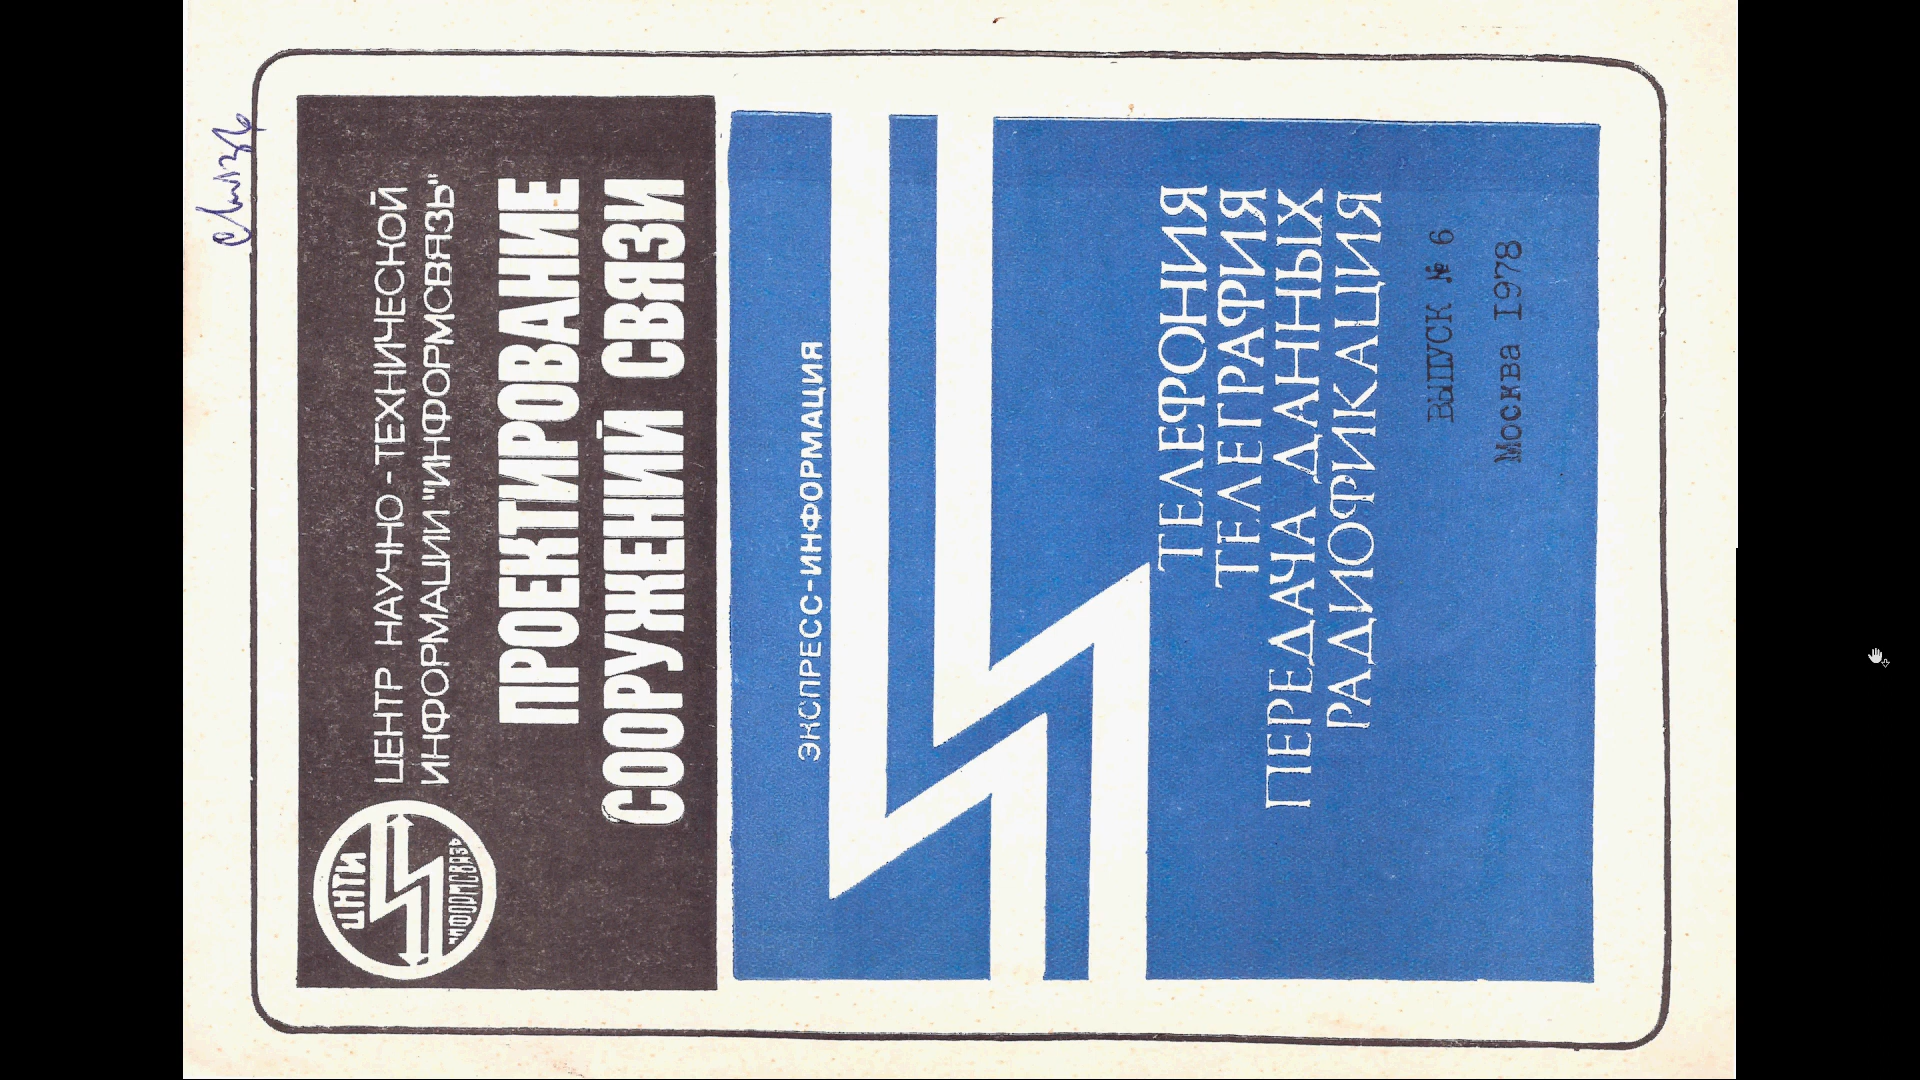 Связь
ЦНТИ
"ИНФОРМСВЯЗЬ"
ЦЕНТР НАУЧНО-ТЕХНИЧЕСКОЙ
ИНФОРМАЦИИ "ИНФОРМСВЯЗЬ"
ПРОЕКТИРОВАНИЕ
СООРУЖЕНИЙ СВЯЗИ
ЭКСПРЕСС-ИНФОРМАЦИЯ
ТЕЛЕФОНИЯ
ТЕЛЕГРАФИЯ
ПЕРЕДАЧА ДАННЫХ
РАДИОФИКАЦИЯ
ВЫПУСК № 6
Москва 1978